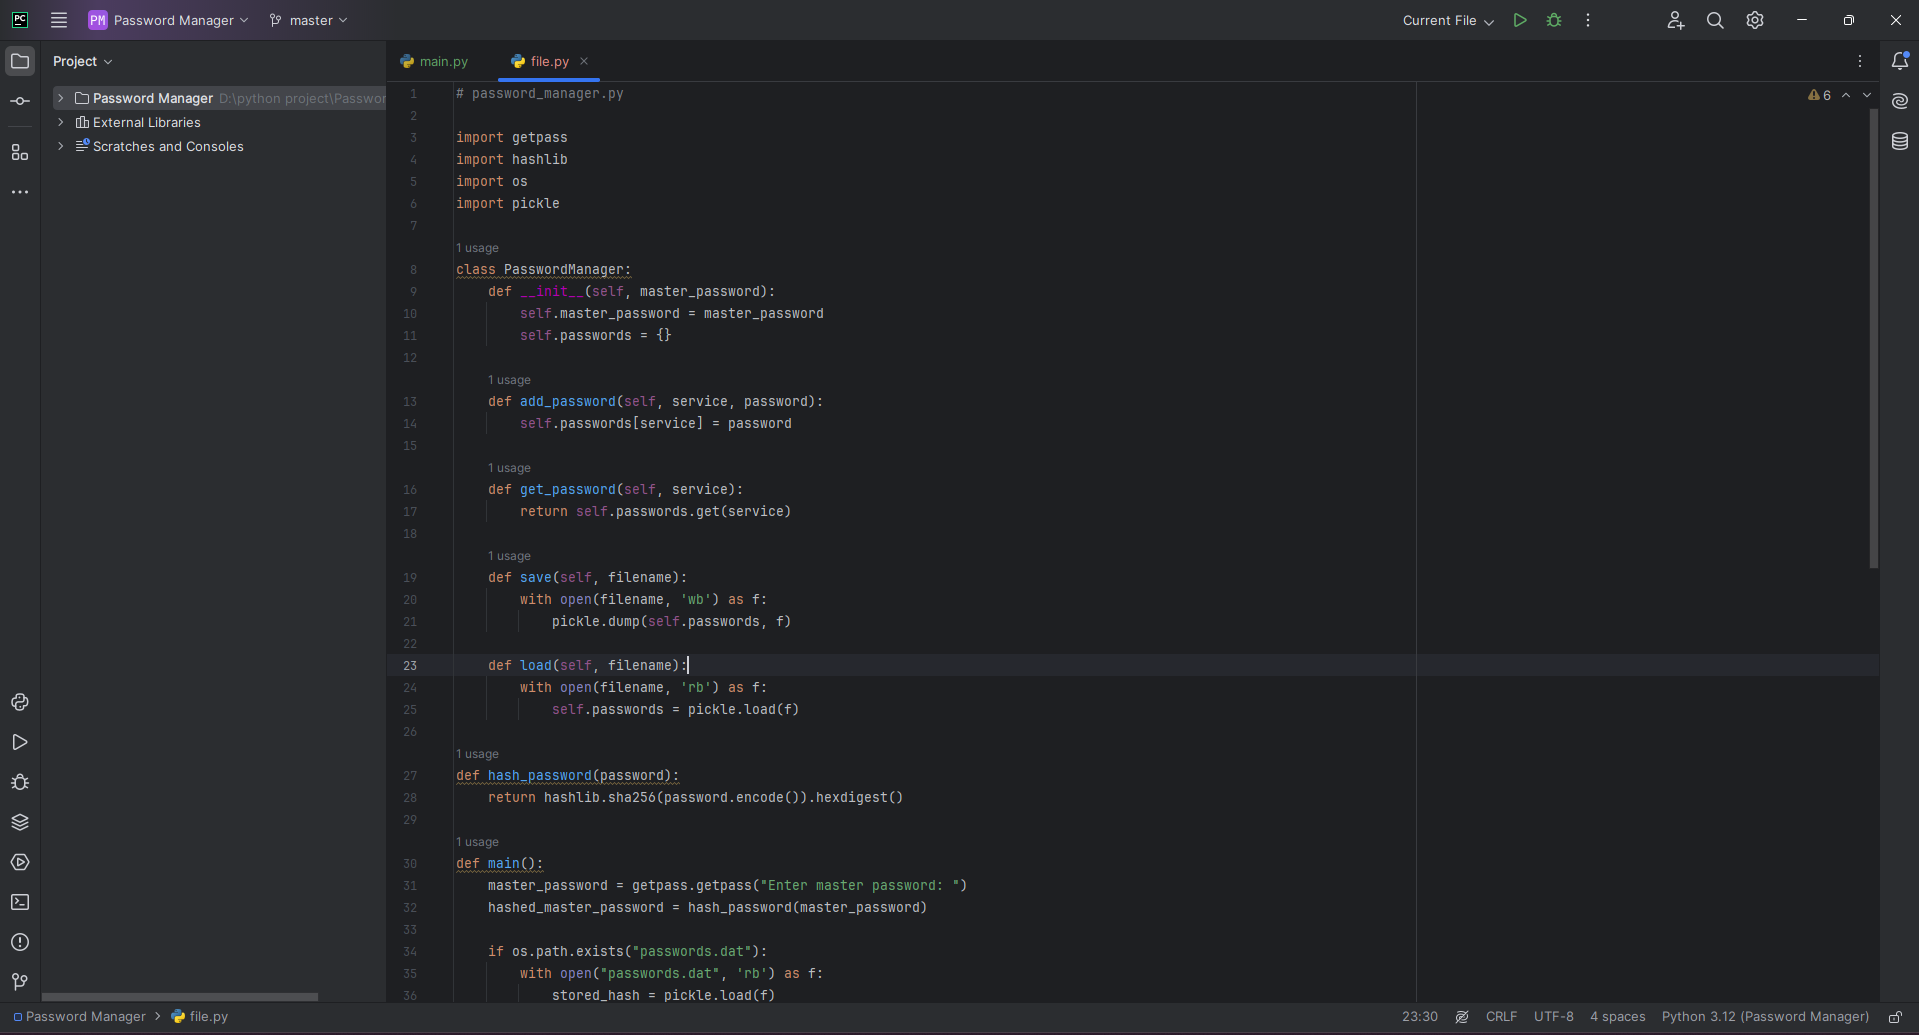 PC PM Password Manager master Current File
Project
main.py file.py
Password Manager D:\python project\Passwor
External Libraries
Scratches and Consoles
6
1 # password_manager.py
2
3 import getpass
4 import hashlib
5 import os
6 import pickle
7
1 usage
8 class PasswordManager:
9     def __init__(self, master_password):
10         self.master_password = master_password
11         self.passwords = {}
12
1 usage
13     def add_password(self, service, password):
14         self.passwords[service] = password
15
1 usage
16     def get_password(self, service):
17         return self.passwords.get(service)
18
1 usage
19     def save(self, filename):
20         with open(filename, 'wb') as f:
21             pickle.dump(self.passwords, f)
22
23     def load(self, filename):
24         with open(filename, 'rb') as f:
25             self.passwords = pickle.load(f)
26
1 usage
27 def hash_password(password):
28     return hashlib.sha256(password.encode()).hexdigest()
29
1 usage
30 def main():
31     master_password = getpass.getpass("Enter master password: ")
32     hashed_master_password = hash_password(master_password)
33
34     if os.path.exists("passwords.dat"):
35         with open("passwords.dat", 'rb') as f:
36             stored_hash = pickle.load(f)
Password Manager > file.py 23:30 CRLF UTF-8 4 spaces Python 3.12 (Password Manager)